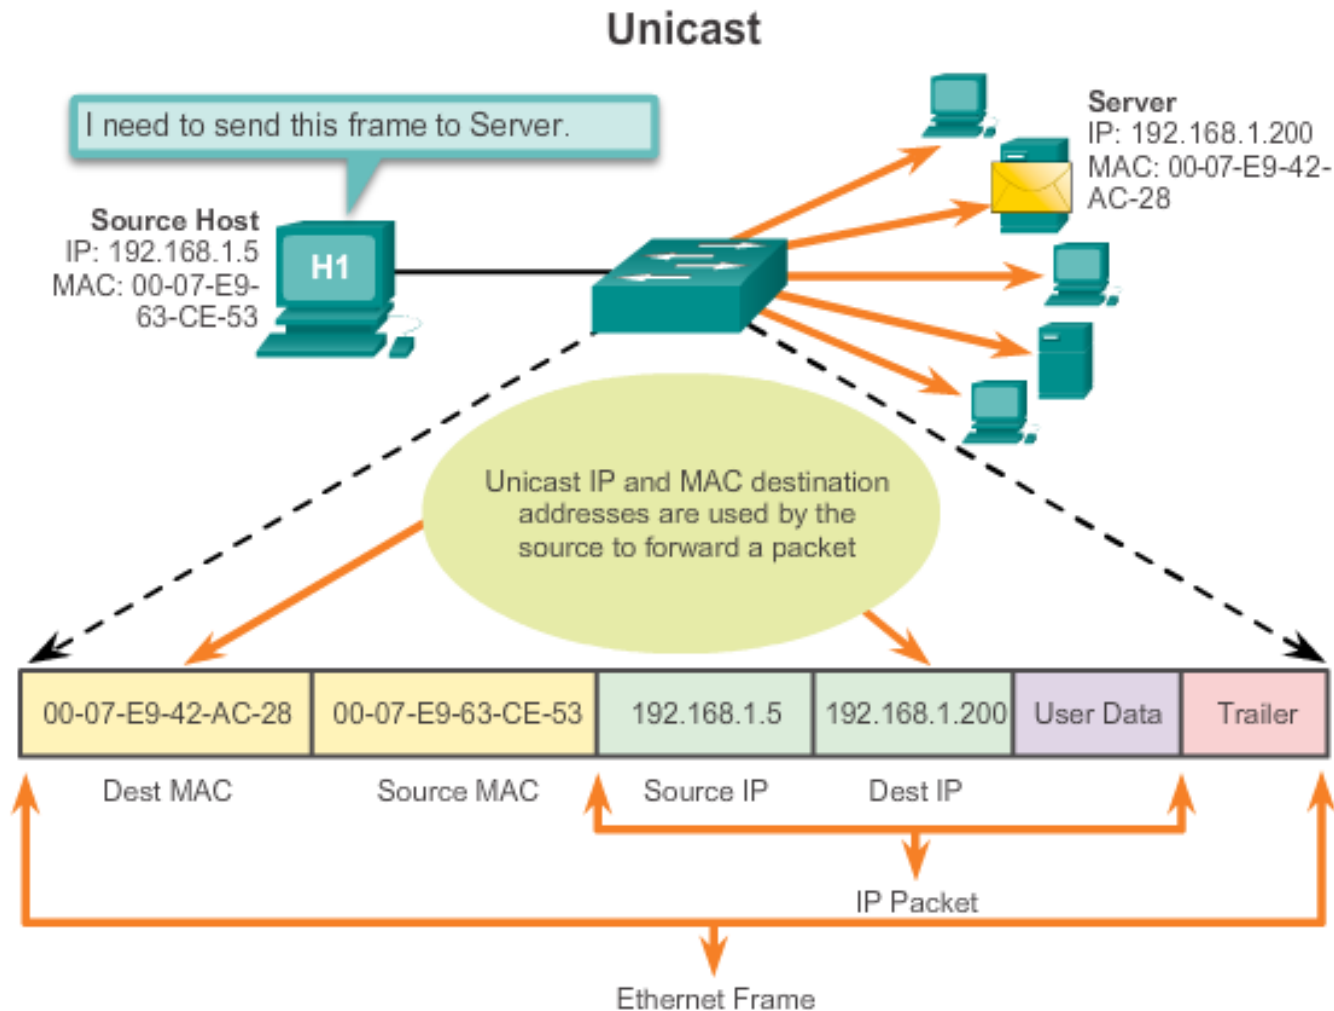 Unicast
I need to send this frame to Server.
Server
IP: 192.168.1.200
MAC: 00-07-E9-42-
AC-28
Source Host
IP: 192.168.1.5
MAC: 00-07-E9-
63-CE-53
H1
Unicast IP and MAC destination
addresses are used by the
source to forward a packet
00-07-E9-42-AC-28 00-07-E9-63-CE-53 192.168.1.5 192.168.1.200 User Data Trailer
Dest MAC Source MAC Source IP Dest IP
IP Packet
Ethernet Frame